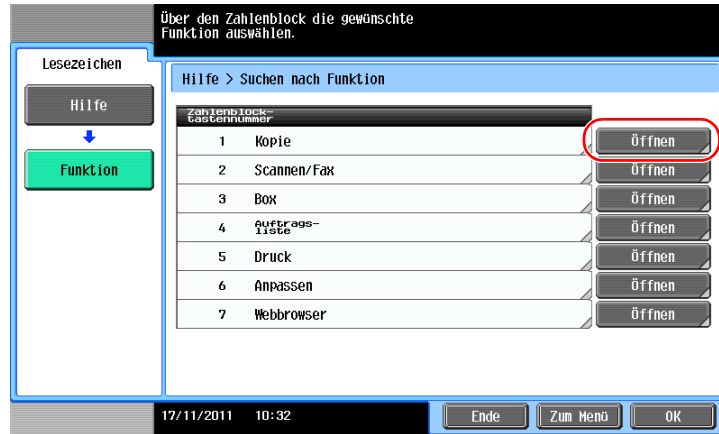 Über den Zahlenblock die gewünschte
Funktion auswählen.
Lesezeichen
Hilfe
Funktion
Hilfe > Suchen nach Funktion
Zahlenblock-
tastennummer
1 Kopie Öffnen
2 Scannen/Fax Öffnen
3 Box Öffnen
4 Auftrags-
liste Öffnen
5 Druck Öffnen
6 Anpassen Öffnen
7 Webbrowser Öffnen
17/11/2011 10:32 Ende Zum Menü OK